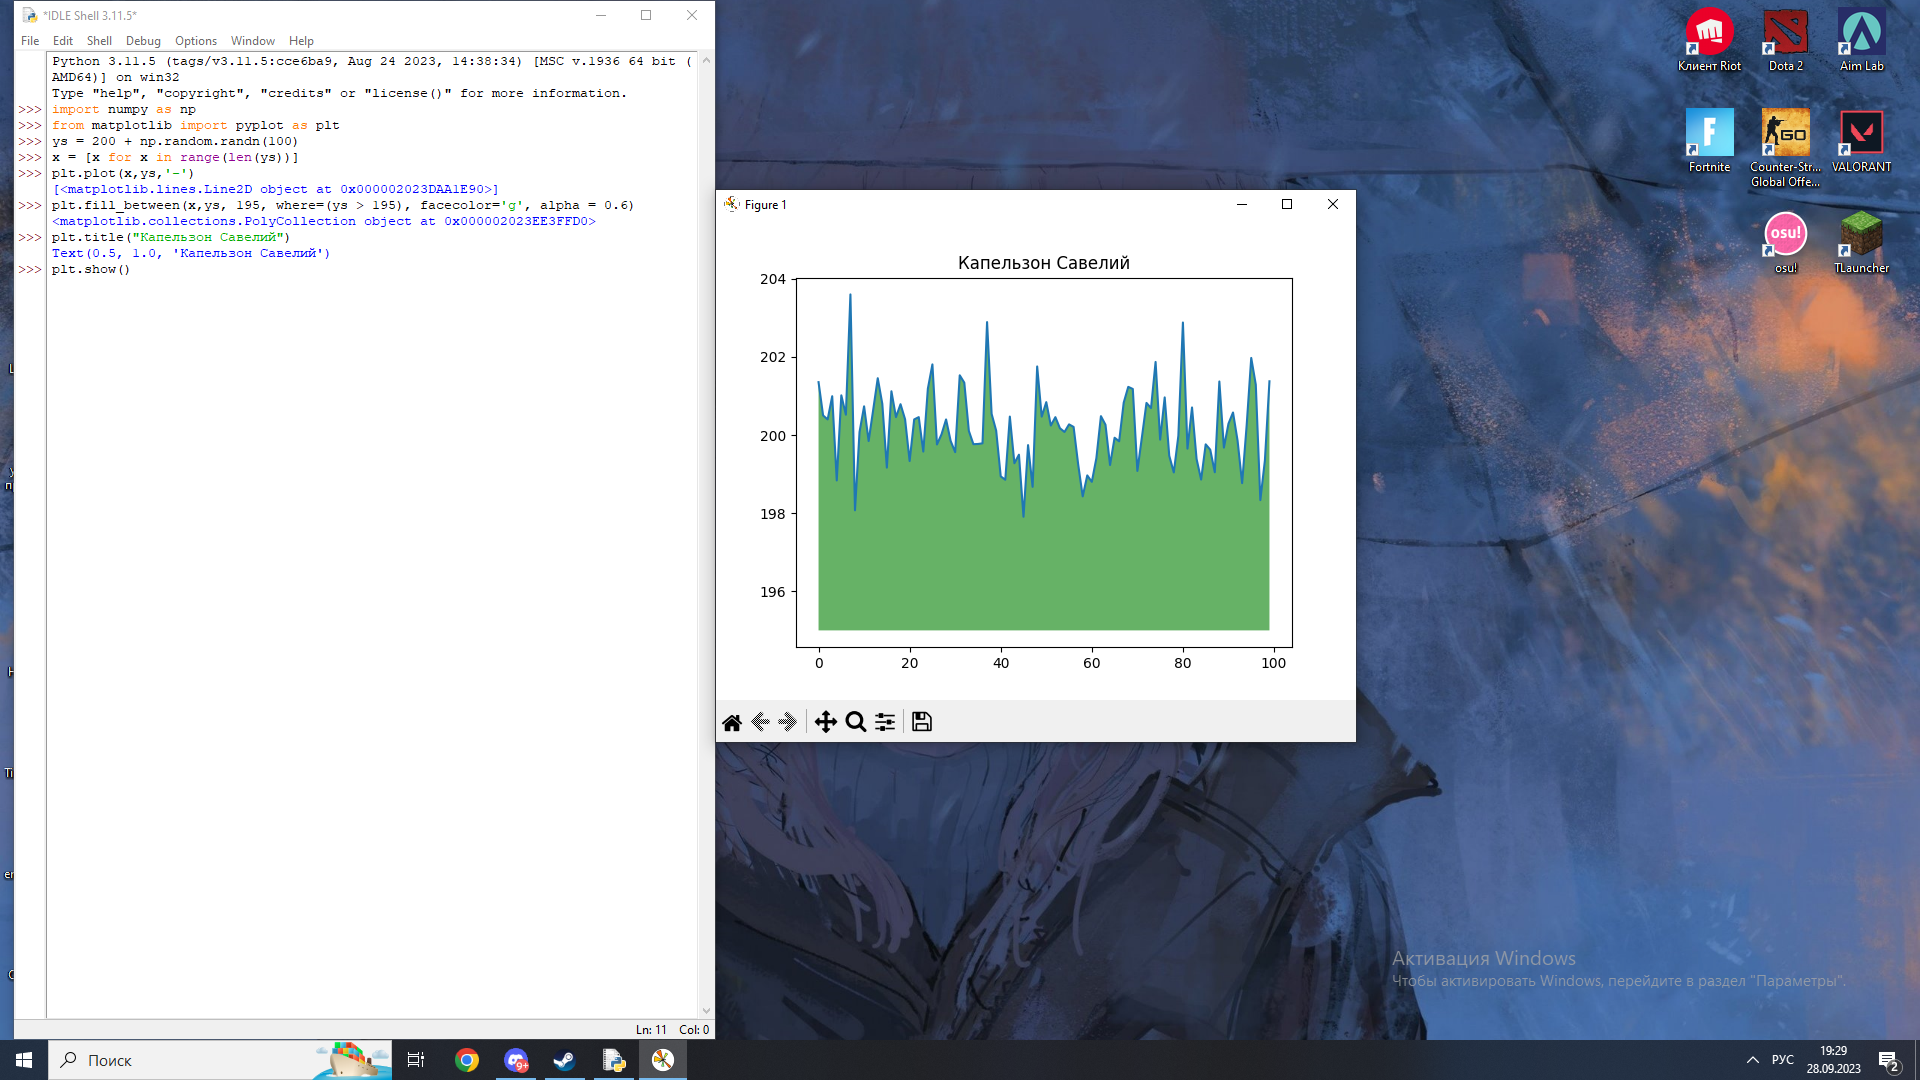 *IDLE Shell 3.11.5*
File Edit Shell Debug Options Window Help
Python 3.11.5 (tags/v3.11.5:cce6ba9, Aug 24 2023, 14:38:34) [MSC v.1936 64 bit (
AMD64)] on win32
Type "help", "copyright", "credits" or "license()" for more information.
>>> import numpy as np
>>> from matplotlib import pyplot as plt
>>> ys = 200 + np.random.randn(100)
>>> x = [x for x in range(len(ys))]
>>> plt.plot(x,ys,'-')
[<matplotlib.lines.Line2D object at 0x000002023DAA1E90>]
>>> plt.fill_between(x,ys, 195, where=(ys > 195), facecolor='g', alpha = 0.6)
<matplotlib.collections.PolyCollection object at 0x000002023EE3FFD0>
>>> plt.title("Капельзон Савелий")
Text(0.5, 1.0, 'Капельзон Савелий')
>>> plt.show()
Ln: 11 Col: 0
Figure 1
Капельзон Савелий
204
202
200
198
196
0 20 40 60 80 100
Клиент Riot
Dota 2
Aim Lab
GO
Fortnite
Counter-Str...
Global Offe...
VALORANT
osu!
osu!
TLauncher
Активация Windows
Чтобы активировать Windows, перейдите в раздел "Параметры".
Поиск
9+
РУС
19:29
28.09.2023
2